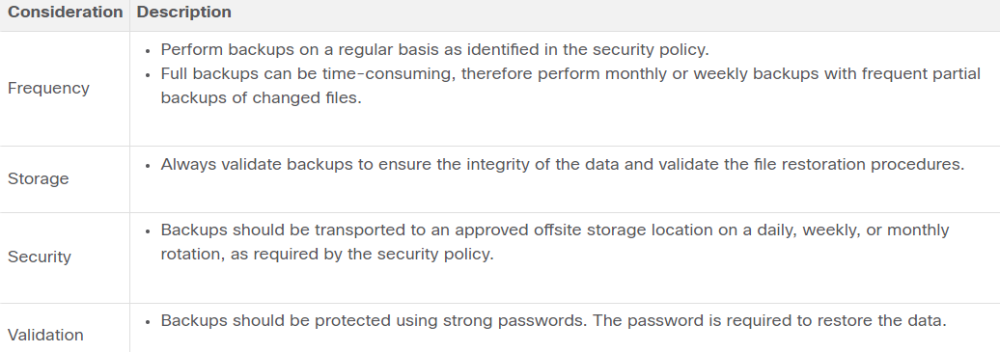 Consideration Description
Frequency
• Perform backups on a regular basis as identified in the security policy.
• Full backups can be time-consuming, therefore perform monthly or weekly backups with frequent partial
backups of changed files.
Storage
• Always validate backups to ensure the integrity of the data and validate the file restoration procedures.
Security
• Backups should be transported to an approved offsite storage location on a daily, weekly, or monthly
rotation, as required by the security policy.
Validation
• Backups should be protected using strong passwords. The password is required to restore the data.